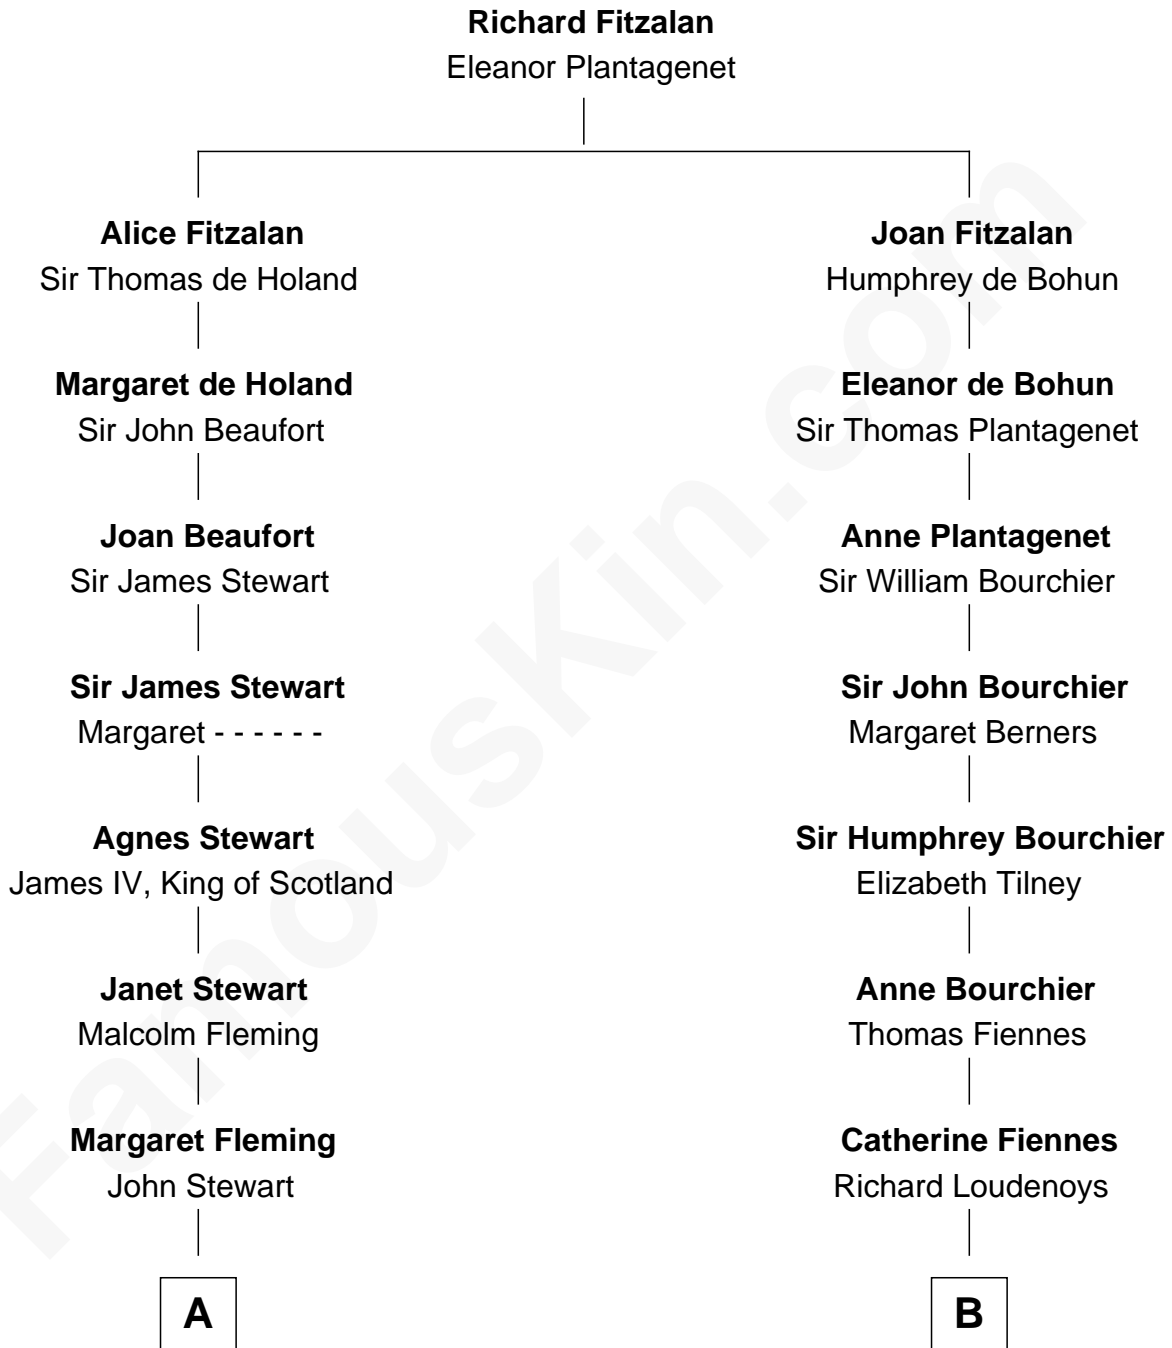 Richard Fitzalan
Eleanor Plantagenet
Alice Fitzalan
Sir Thomas de Holand
Margaret de Holand
Sir John Beaufort
Joan Beaufort
Sir James Stewart
Sir James Stewart
Margaret - - - - - -
Agnes Stewart
James IV, King of Scotland
Janet Stewart
Malcolm Fleming
Margaret Fleming
John Stewart
A
Joan Fitzalan
Humphrey de Bohun
Eleanor de Bohun
Sir Thomas Plantagenet
Anne Plantagenet
Sir William Bourchier
Sir John Bourchier
Margaret Berners
Sir Humphrey Bourchier
Elizabeth Tilney
Anne Bourchier
Thomas Fiennes
Catherine Fiennes
Richard Loudenoys
B
FamousKin.com